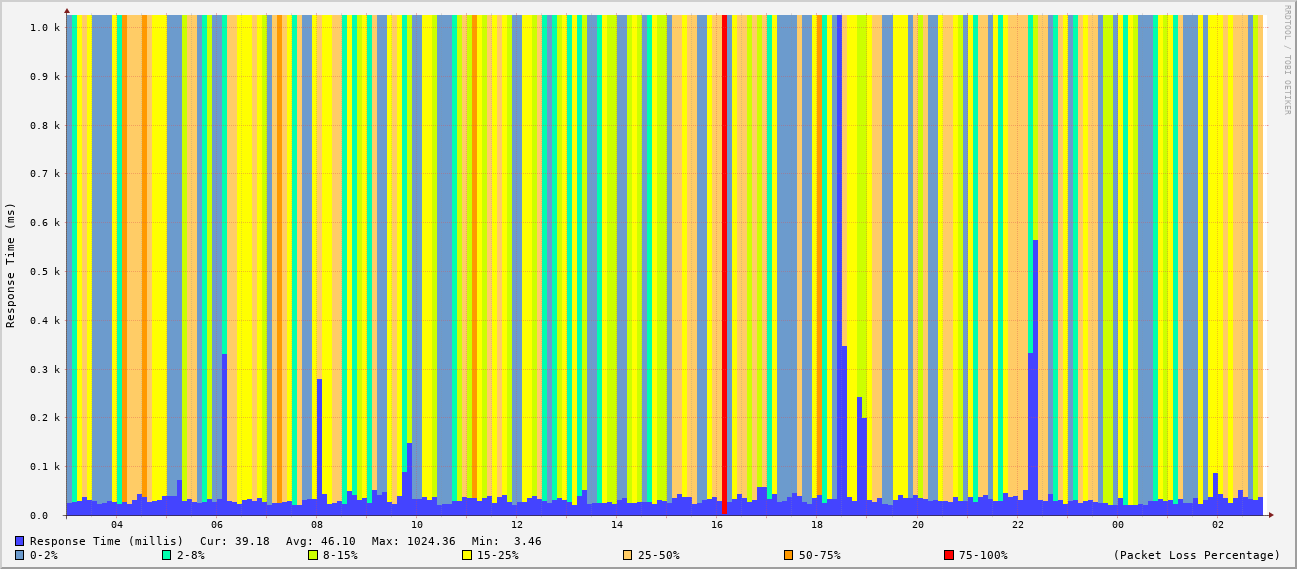 RRDTOOL / TOBI OETIKER
Response Time (ms)
1.0 k
0.9 k
0.8 k
0.7 k
0.6 k
0.5 k
0.4 k
0.3 k
0.2 k
0.1 k
0.0
04 06 08 10 12 14 16 18 20 22 00 02
Response Time (millis) Cur: 39.18 Avg: 46.10 Max: 1024.36 Min: 3.46
0-2% 2-8% 8-15% 15-25% 25-50% 50-75% 75-100% (Packet Loss Percentage)